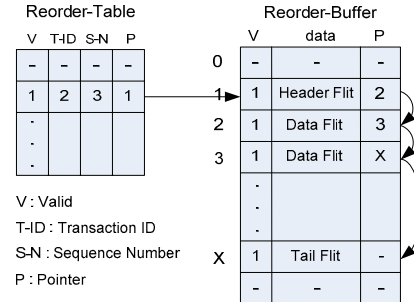 Reorder-Table
V T-ID S-N P
- - - -
1 2 3 1
.
.
.
V : Valid
T-ID : Transaction ID
S-N : Sequence Number
P : Pointer
Reorder-Buffer
V data P
0 - - -
1 1 Header Flit 2
2 1 Data Flit 3
3 1 Data Flit X
.
.
.
X 1 Tail Flit -
- - -